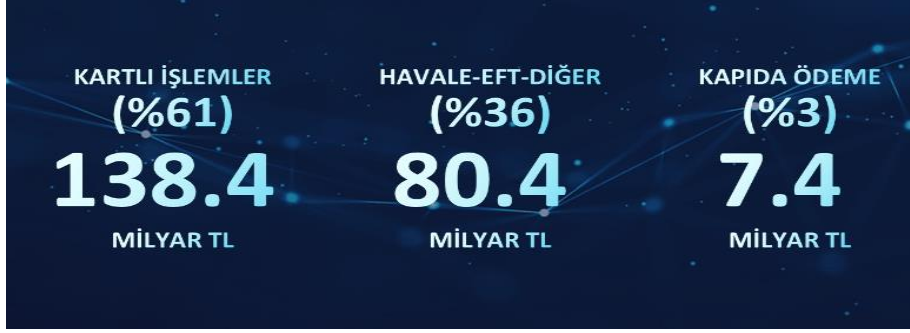 KARTLI İŞLEMLER
(%61)
138.4
MİLYAR TL
HAVALE-EFT-DİĞER
(%36)
80.4
MİLYAR TL
KAPIDA ÖDEME
(%3)
7.4
MİLYAR TL